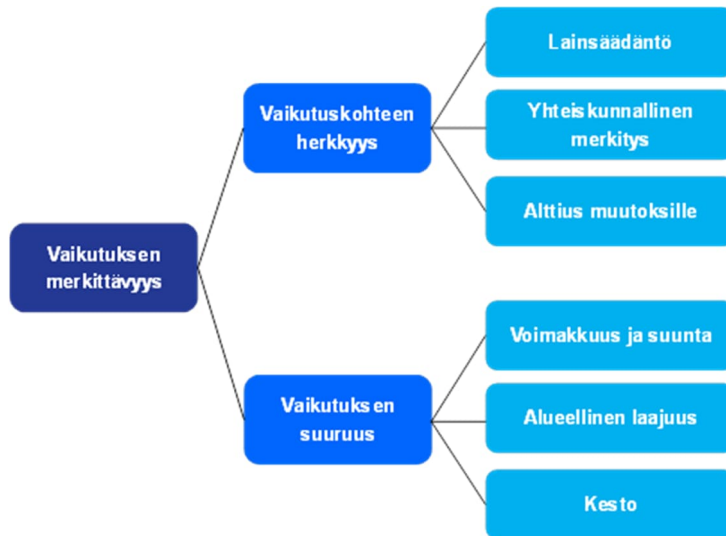 Lainsäädäntö
Vaikutuskohteen
herkkyys
Yhteiskunnallinen
merkitys
Alttius muutoksille
Vaikutuksen
merkittävyys
Voimakkuus ja suunta
Vaikutuksen
suuruus
Alueellinen laajuus
Kesto